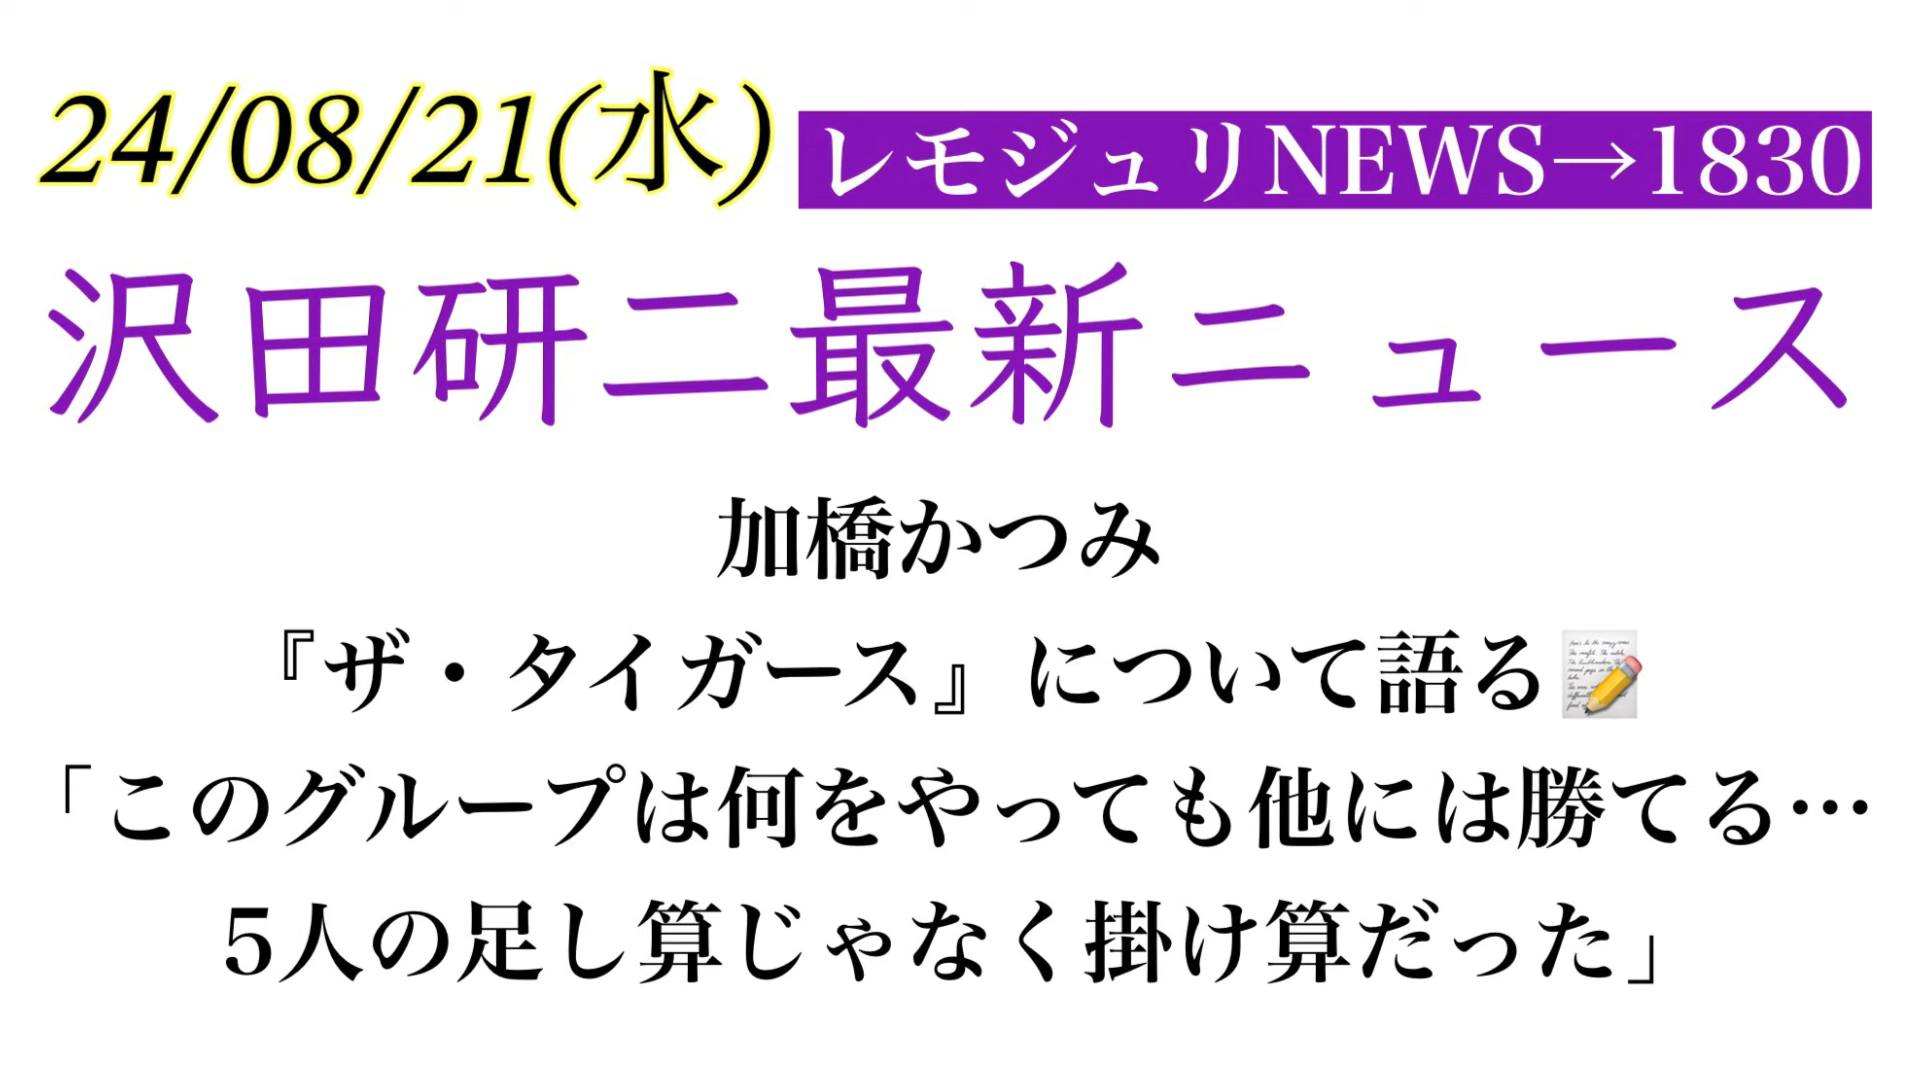 24/08/21(水) レモジュリNEWS→1830
沢田研二最新ニュース
加橋かつみ
『ザ・タイガース』について語る📝
「このグループは何をやっても他には勝てる…
5人の足し算じゃなく掛け算だった」